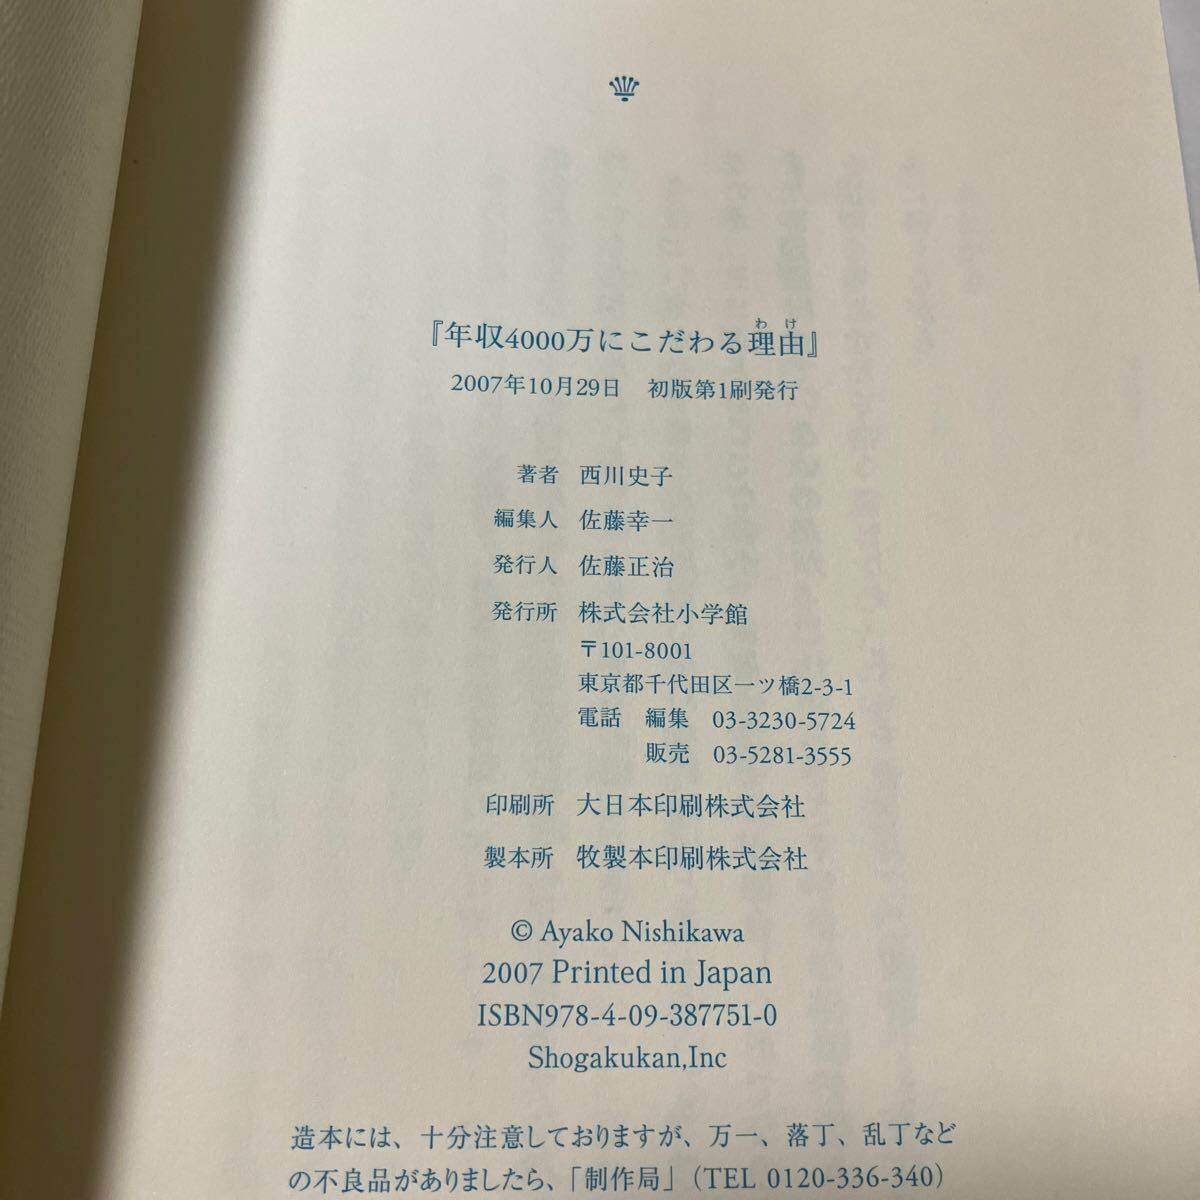 『年収4000万にこだわる理由』
わけ
2007年10月29日　初版第1刷発行
著者　西川史子
編集人　佐藤幸一
発行人　佐藤正治
発行所　株式会社小学館
〒101-8001
東京都千代田区一ツ橋2-3-1
電話　編集　03-3230-5724
販売　03-5281-3555
印刷所　大日本印刷株式会社
製本所　牧製本印刷株式会社
© Ayako Nishikawa
2007 Printed in Japan
ISBN978-4-09-387751-0
Shogakukan,Inc
造本には、十分注意しておりますが、万一、落丁、乱丁など
の不良品がありましたら、「制作局」（TEL 0120-336-340）